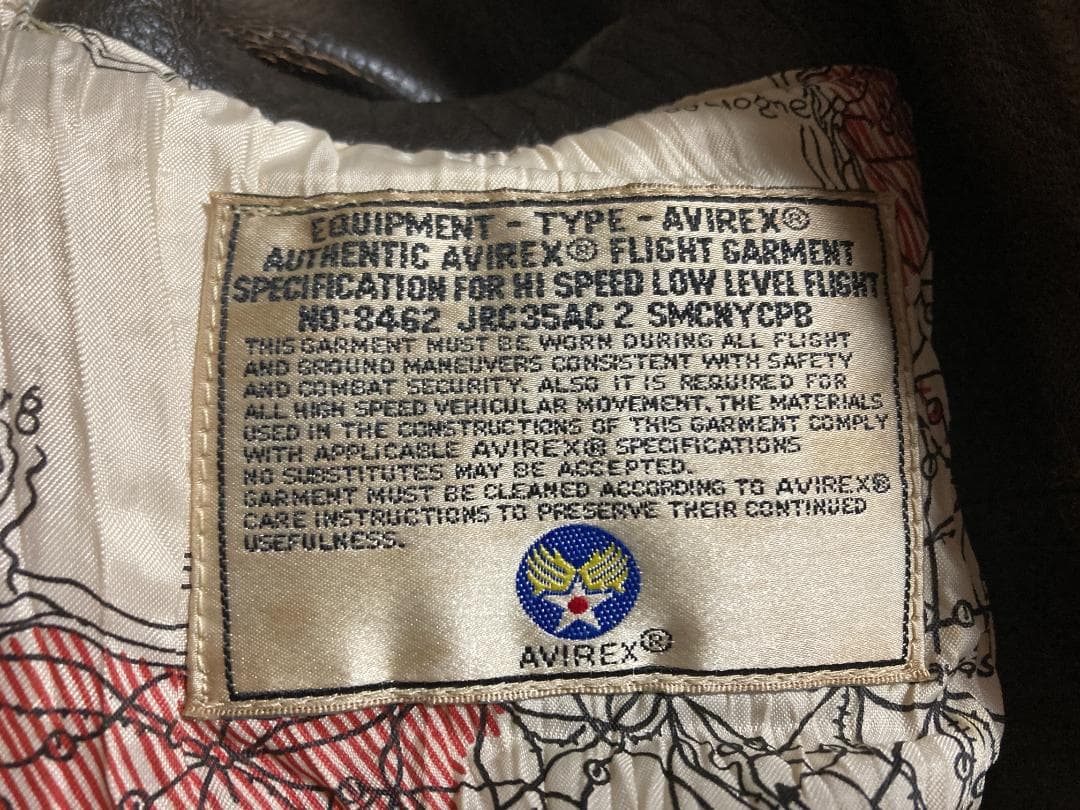 EQUIPMENT - TYPE - AVIREX®
AUTHENTIC AVIREX® FLIGHT GARMENT
SPECIFICATION FOR HI SPEED LOW LEVEL FLIGHT
NO:8462 JRC35AC2 SMCNYCPB
THIS GARMENT MUST BE WORN DURING ALL FLIGHT
AND GROUND MANEUVERS CONSISTENT WITH SAFETY
AND COMBAT SECURITY. ALSO IT IS REQUIRED FOR
ALL HIGH SPEED VEHICULAR MOVEMENT. THE MATERIALS
USED IN THE CONSTRUCTIONS OF THIS GARMENT COMPLY
WITH APPLICABLE AVIREX® SPECIFICATIONS
NO SUBSTITUTES MAY BE ACCEPTED.
GARMENT MUST BE CLEANED ACCORDING TO AVIREX®
CARE INSTRUCTIONS TO PRESERVE THEIR CONTINUED
USEFULNESS.
AVIREX®